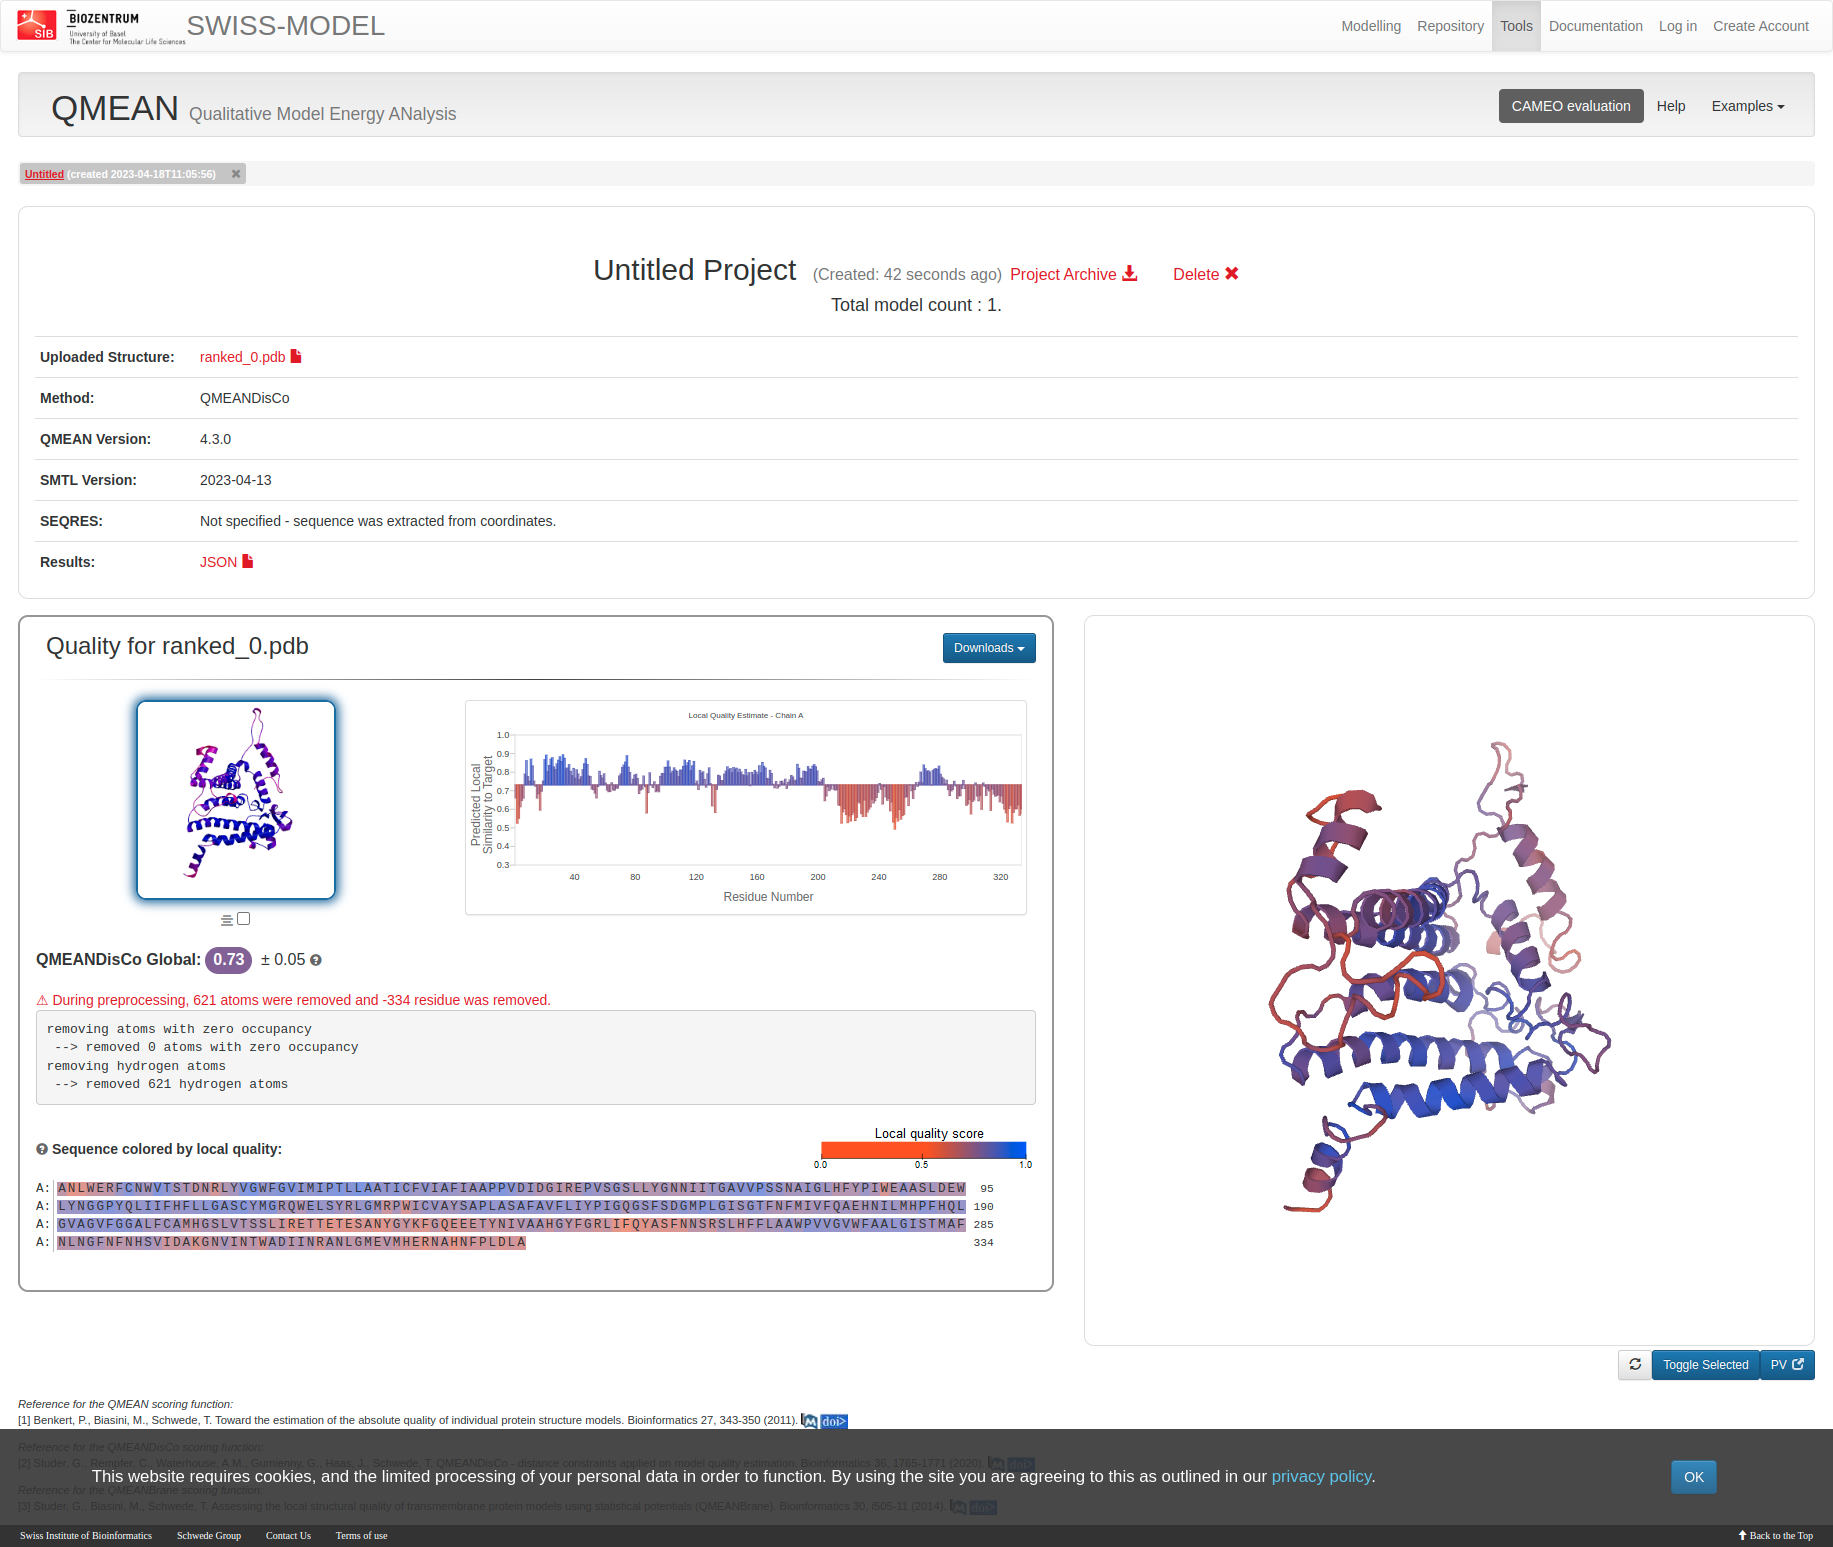 SIB
BIOZENTRUM
University of Basel
The Center for Molecular Life Sciences
SWISS-MODEL
Modelling
Repository
Tools
Documentation
Log in
Create Account
QMEAN Qualitative Model Energy ANalysis
CAMEO evaluation
Help
Examples
Untitled (created 2023-04-18T11:05:56)
Untitled Project (Created: 42 seconds ago) Project Archive Delete
Total model count : 1.
Uploaded Structure: ranked_0.pdb
Method: QMEANDisCo
QMEAN Version: 4.3.0
SMTL Version: 2023-04-13
SEQRES: Not specified - sequence was extracted from coordinates.
Results: JSON
Quality for ranked_0.pdb
Downloads
Local Quality Estimate - Chain A
Predicted Local
Similarity to Target
1.0
0.9
0.8
0.7
0.6
0.5
0.4
0.3
40 80 120 160 200 240 280 320
Residue Number
QMEANDisCo Global: 0.73 ± 0.05
⚠ During preprocessing, 621 atoms were removed and -334 residue was removed.
removing atoms with zero occupancy
--> removed 0 atoms with zero occupancy
removing hydrogen atoms
--> removed 621 hydrogen atoms
Sequence colored by local quality:
Local quality score
0.0 0.5 1.0
A: ANLWERFCNWVTSTDNRLYVGWFGVIMIPTLLAATICFVIAFIAAPPVDIDGIREPVSGSLLYGNNIITGAVVPSSNAIGLHFYPIWEAASLDEW 95
A: LYNGGPYQLIIFHFLLGASCYMGRQWELSYRLGMRPWICVAYSAPLASAFAVFLIYPIGQGSFSDGMPLGISGTFNFMIVFQAEHNILMHPFHQL 190
A: GVAGVFGGALFCAMHGSLVTSSLIRETTETESANYGYKFGQEEETYNIVAAHGYFGRLIFQYASFNNSRSLHFFLAAWPVVGVWFAALGISTMAF 285
A: NLNGFNFNHSVIDAKGNVINTWADIINRANLGMEVMHERNAHNFPLDLA 334
Toggle Selected
PV
Reference for the QMEAN scoring function:
[1] Benkert, P., Biasini, M., Schwede, T. Toward the estimation of the absolute quality of individual protein structure models. Bioinformatics 27, 343-350 (2011). doi>
Reference for the QMEANDisCo scoring function:
[2] Studer, G., Rempfer, C., Waterhouse, A.M., Gumienny, G., Haas, J., Schwede, T. QMEANDisCo - distance constraints applied on model quality estimation. Bioinformatics 36, 1765-1771 (2020). doi>
This website requires cookies, and the limited processing of your personal data in order to function. By using the site you are agreeing to this as outlined in our privacy policy.
OK
Reference for the QMEANBrane scoring function:
[3] Studer, G., Biasini, M., Schwede, T. Assessing the local structural quality of transmembrane protein models using statistical potentials (QMEANBrane). Bioinformatics 30, i505-11 (2014). doi>
Swiss Institute of Bioinformatics
Schwede Group
Contact Us
Terms of use
Back to the Top